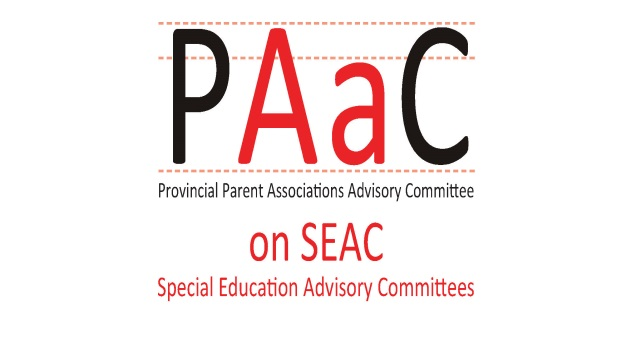 PAaC
Provincial Parent Associations Advisory Committee
on SEAC
Special Education Advisory Committees